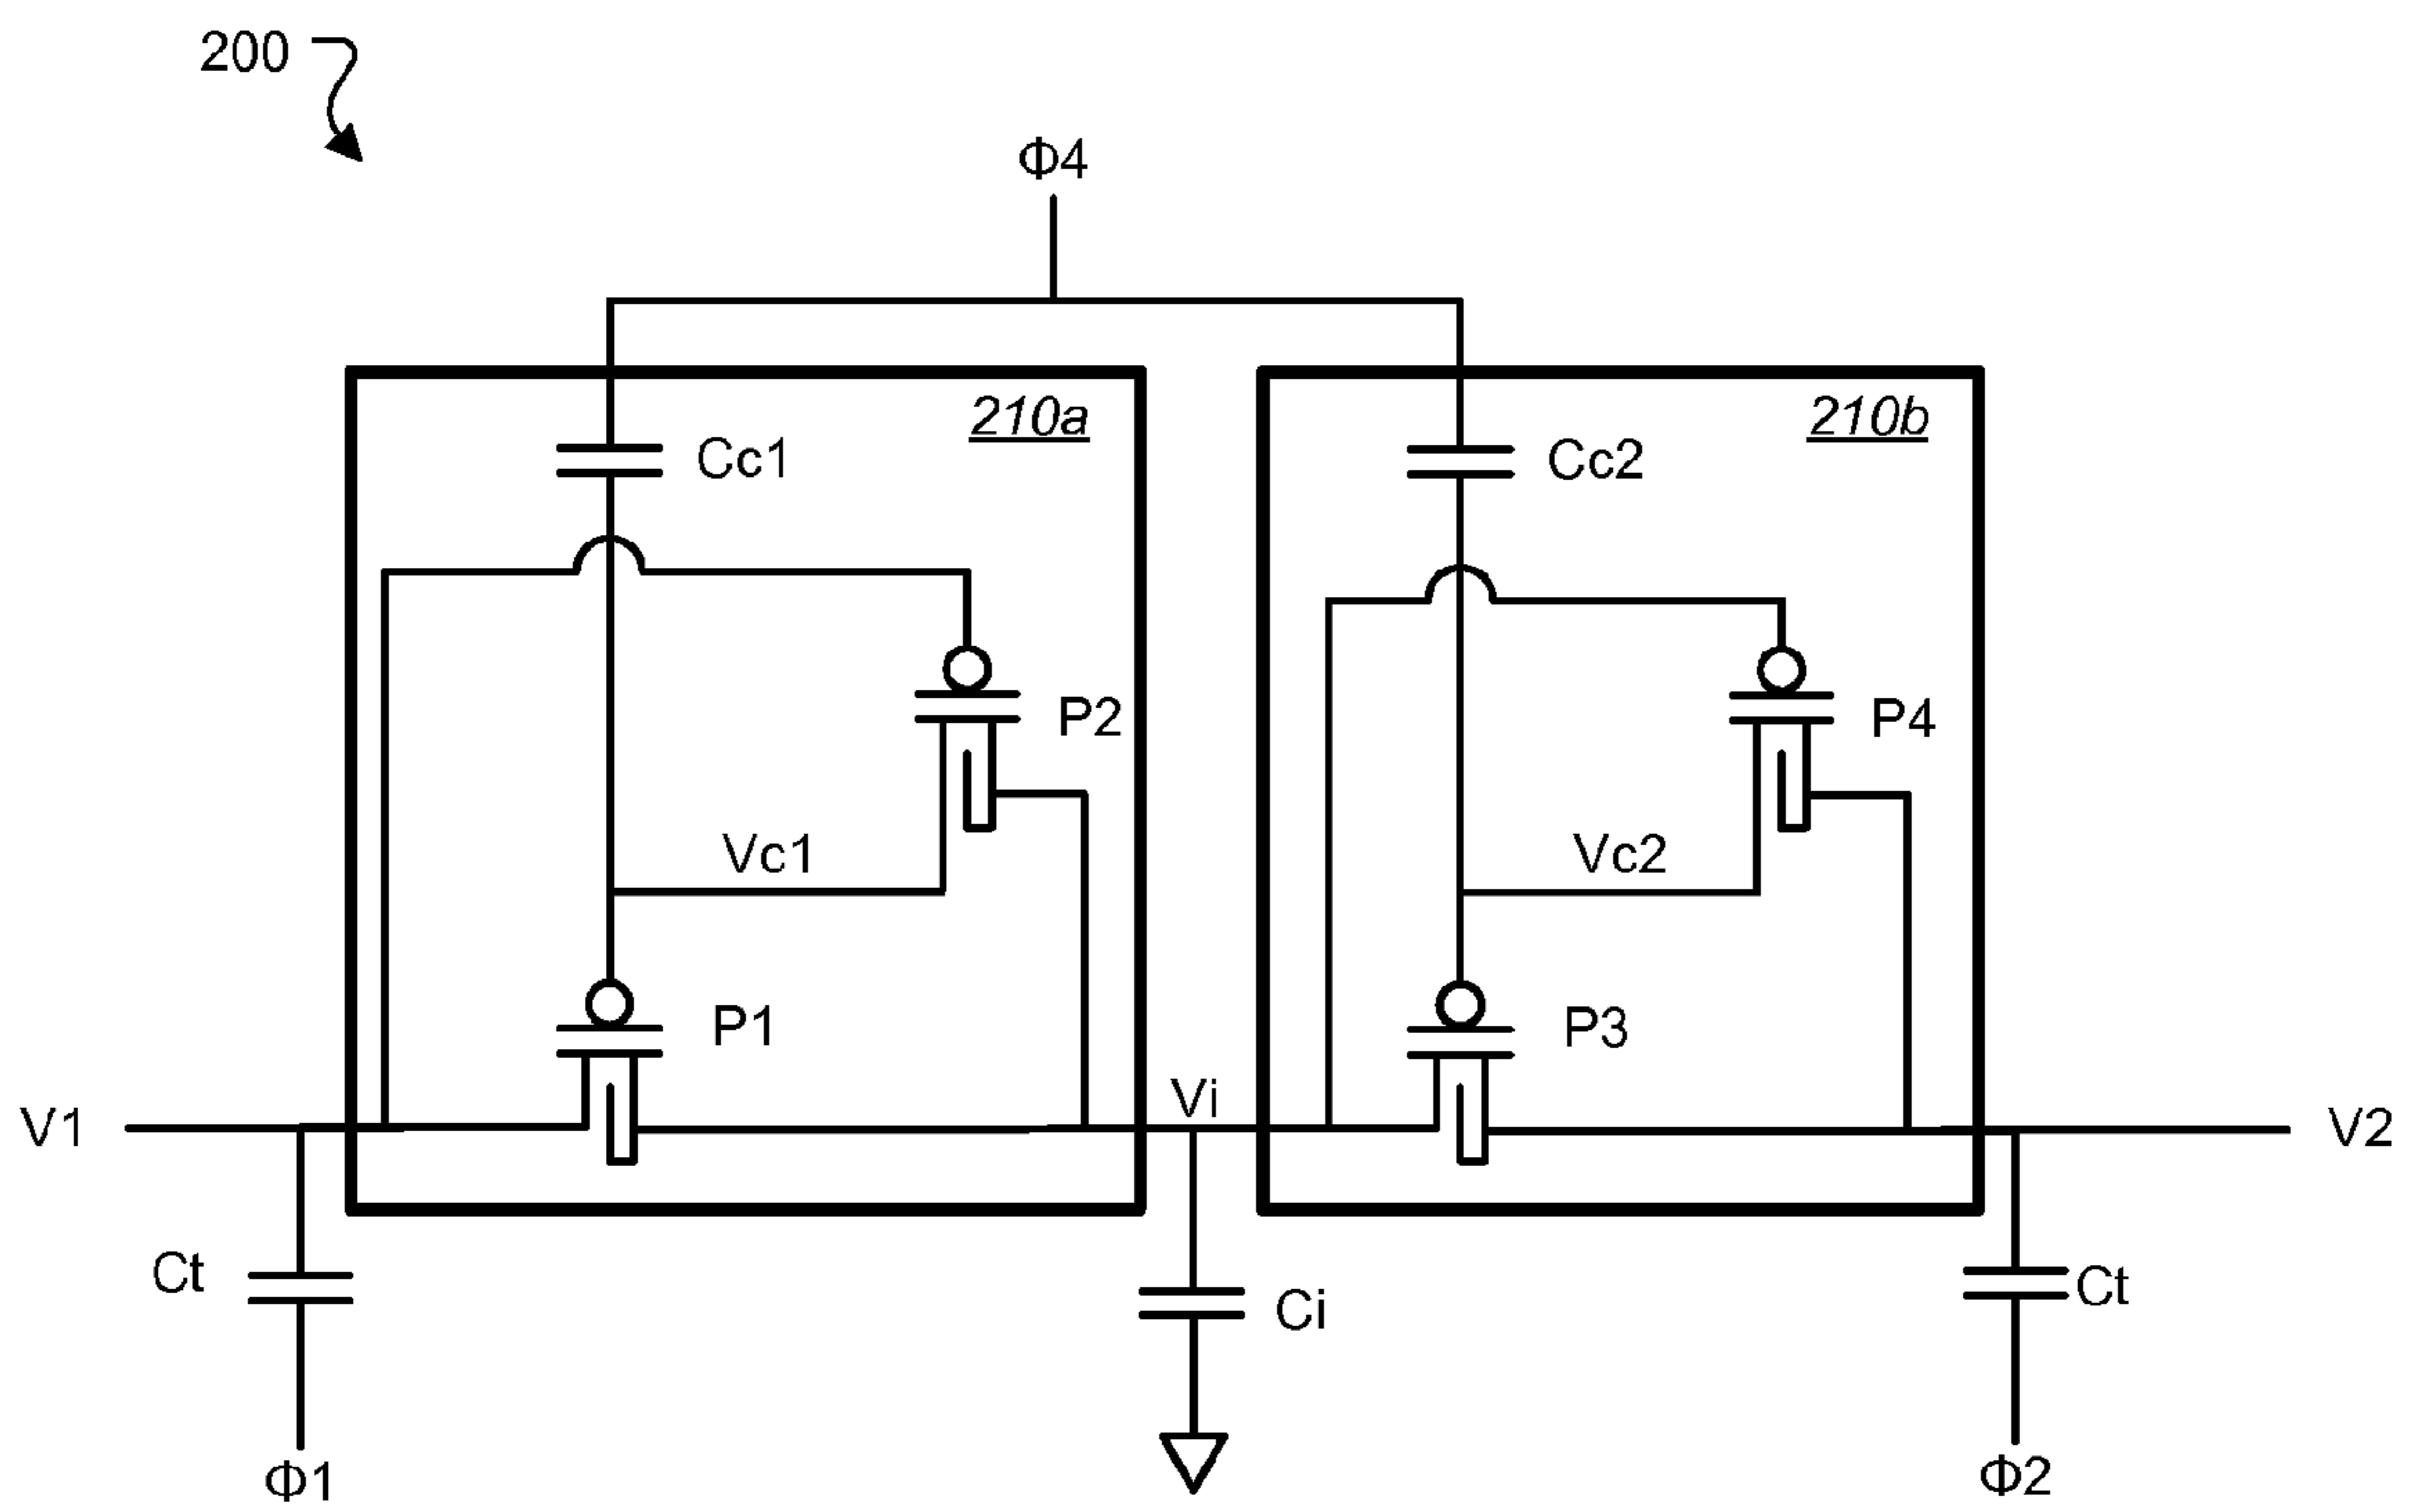 200
Φ4
210a
210b
Cc1
Cc2
P2
P4
Vc1
Vc2
P1
P3
V1
Vi
V2
Ct
Ci
Ct
Φ1
Φ2